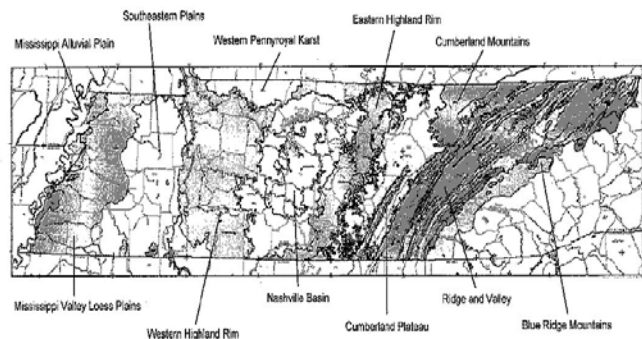 Southeastern Plains
Eastern Highland Rim
Mississippi Alluvial Plain
Western Pennyroyal Karst
Cumberland Mountains
Mississippi Valley Loess Plains
Nashville Basin
Ridge and Valley
Western Highland Rim
Cumberland Plateau
Blue Ridge Mountains